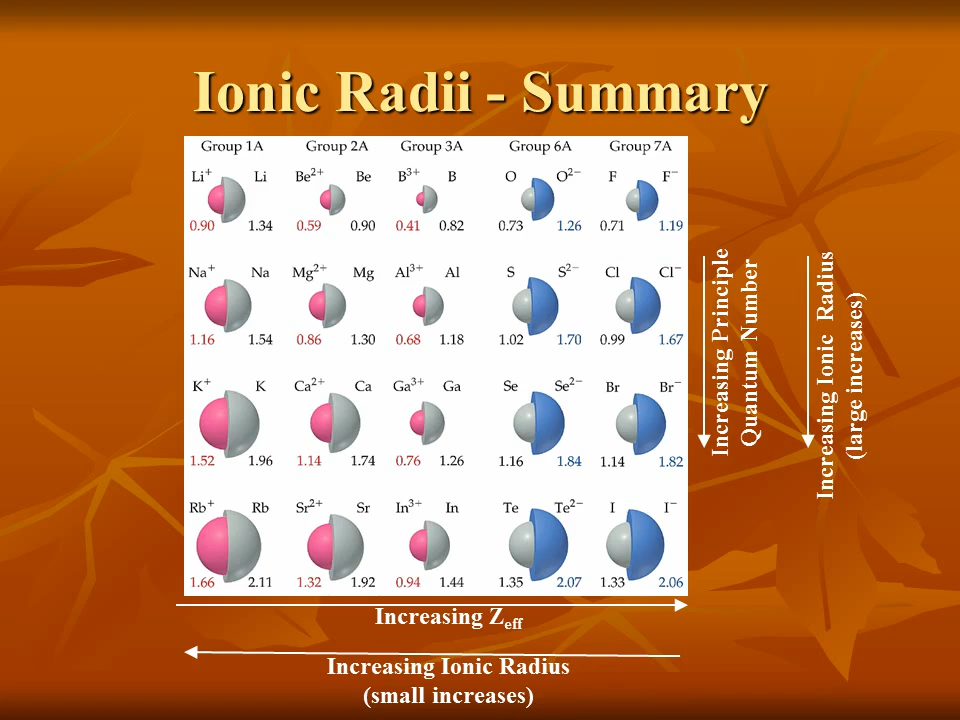 Ionic Radii - Summary
Group 1A Group 2A Group 3A Group 6A Group 7A
Li⁺ Li Be²⁺ Be B³⁺ B O O²⁻ F F⁻
0.90 1.34 0.59 0.90 0.41 0.82 0.73 1.26 0.71 1.19
Na⁺ Na Mg²⁺ Mg Al³⁺ Al S S²⁻ Cl Cl⁻
1.16 1.54 0.86 1.30 0.68 1.18 1.02 1.70 0.99 1.67
K⁺ K Ca²⁺ Ca Ga³⁺ Ga Se Se²⁻ Br Br⁻
1.52 1.96 1.14 1.74 0.76 1.26 1.16 1.84 1.14 1.82
Rb⁺ Rb Sr²⁺ Sr In³⁺ In Te Te²⁻ I I⁻
1.66 2.11 1.32 1.92 0.94 1.44 1.35 2.07 1.33 2.06
Increasing Principle
Quantum Number
Increasing Ionic Radius
(large increases)
Increasing Zeff
Increasing Ionic Radius
(small increases)